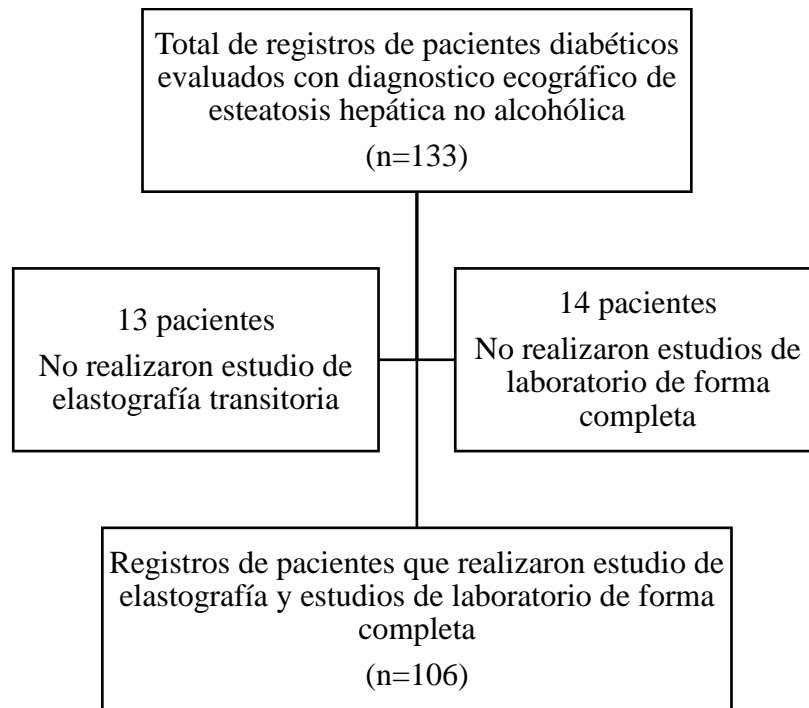 Total de registros de pacientes diabéticos
evaluados con diagnostico ecográfico de
esteatosis hepática no alcohólica
(n=133)
13 pacientes
No realizaron estudio de
elastografía transitoria
14 pacientes
No realizaron estudios de
laboratorio de forma
completa
Registros de pacientes que realizaron estudio de
elastografía y estudios de laboratorio de forma
completa
(n=106)